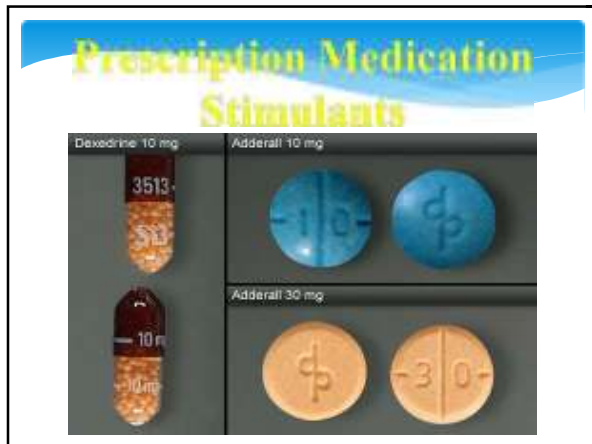 Prescription Medication
Stimulants
Dexedrine 10 mg
3513
513
10 m
10 m
Adderall 10 mg
1 0
dp
Adderall 30 mg
dp
3 0